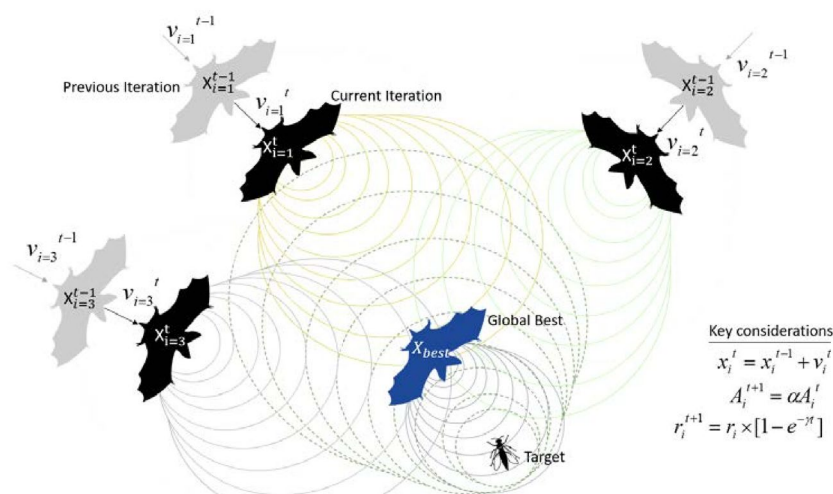 v_{i=1}^{t-1}
Previous Iteration
X_{i=1}^{t-1}
v_{i=1}^{t}
Current Iteration
X_{i=1}^{t}
X_{i=2}^{t-1}
v_{i=2}^{t-1}
X_{i=2}^{t}
v_{i=2}^{t}
v_{i=3}^{t-1}
X_{i=3}^{t-1}
v_{i=3}^{t}
X_{i=3}^{t}
Global Best
X_{best}
Target
Key considerations
x_i^t = x_i^{t-1} + v_i^t
A_i^{t+1} = αA_i^t
r_i^{t+1} = r_i × [1 − e^{−γt}]